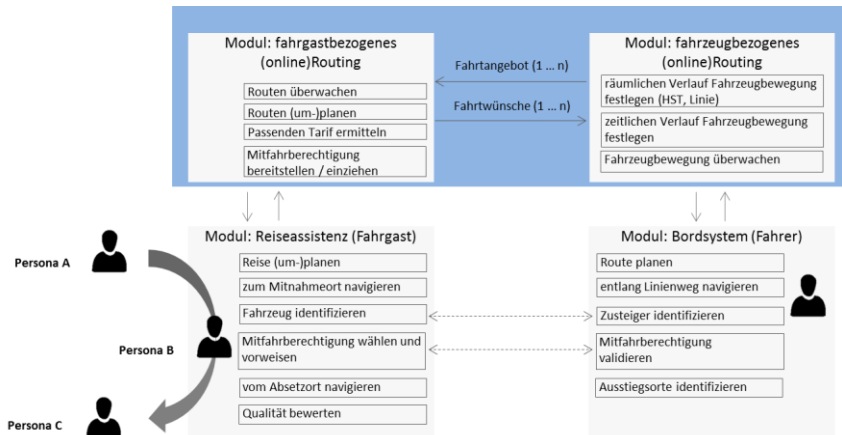 Modul: fahrgastbezogenes
(online)Routing
Routen überwachen
Routen (um-)planen
Passenden Tarif ermitteln
Mitfahrberechtigung
bereitstellen / einziehen
Fahrtangebot (1 ... n)
Fahrtwünsche (1 ... n)
Modul: fahrzeugbezogenes
(online)Routing
räumlichen Verlauf Fahrzeugbewegung
festlegen (HST, Linie)
zeitlichen Verlauf Fahrzeugbewegung
festlegen
Fahrzeugbewegung überwachen
Persona A
Persona B
Persona C
Modul: Reiseassistenz (Fahrgast)
Reise (um-)planen
zum Mitnahmeort navigieren
Fahrzeug identifizieren
Mitfahrberechtigung wählen und
vorweisen
vom Absetzort navigieren
Qualität bewerten
Modul: Bordsystem (Fahrer)
Route planen
entlang Linienweg navigieren
Zusteiger identifizieren
Mitfahrberechtigung
validieren
Ausstiegsorte identifizieren